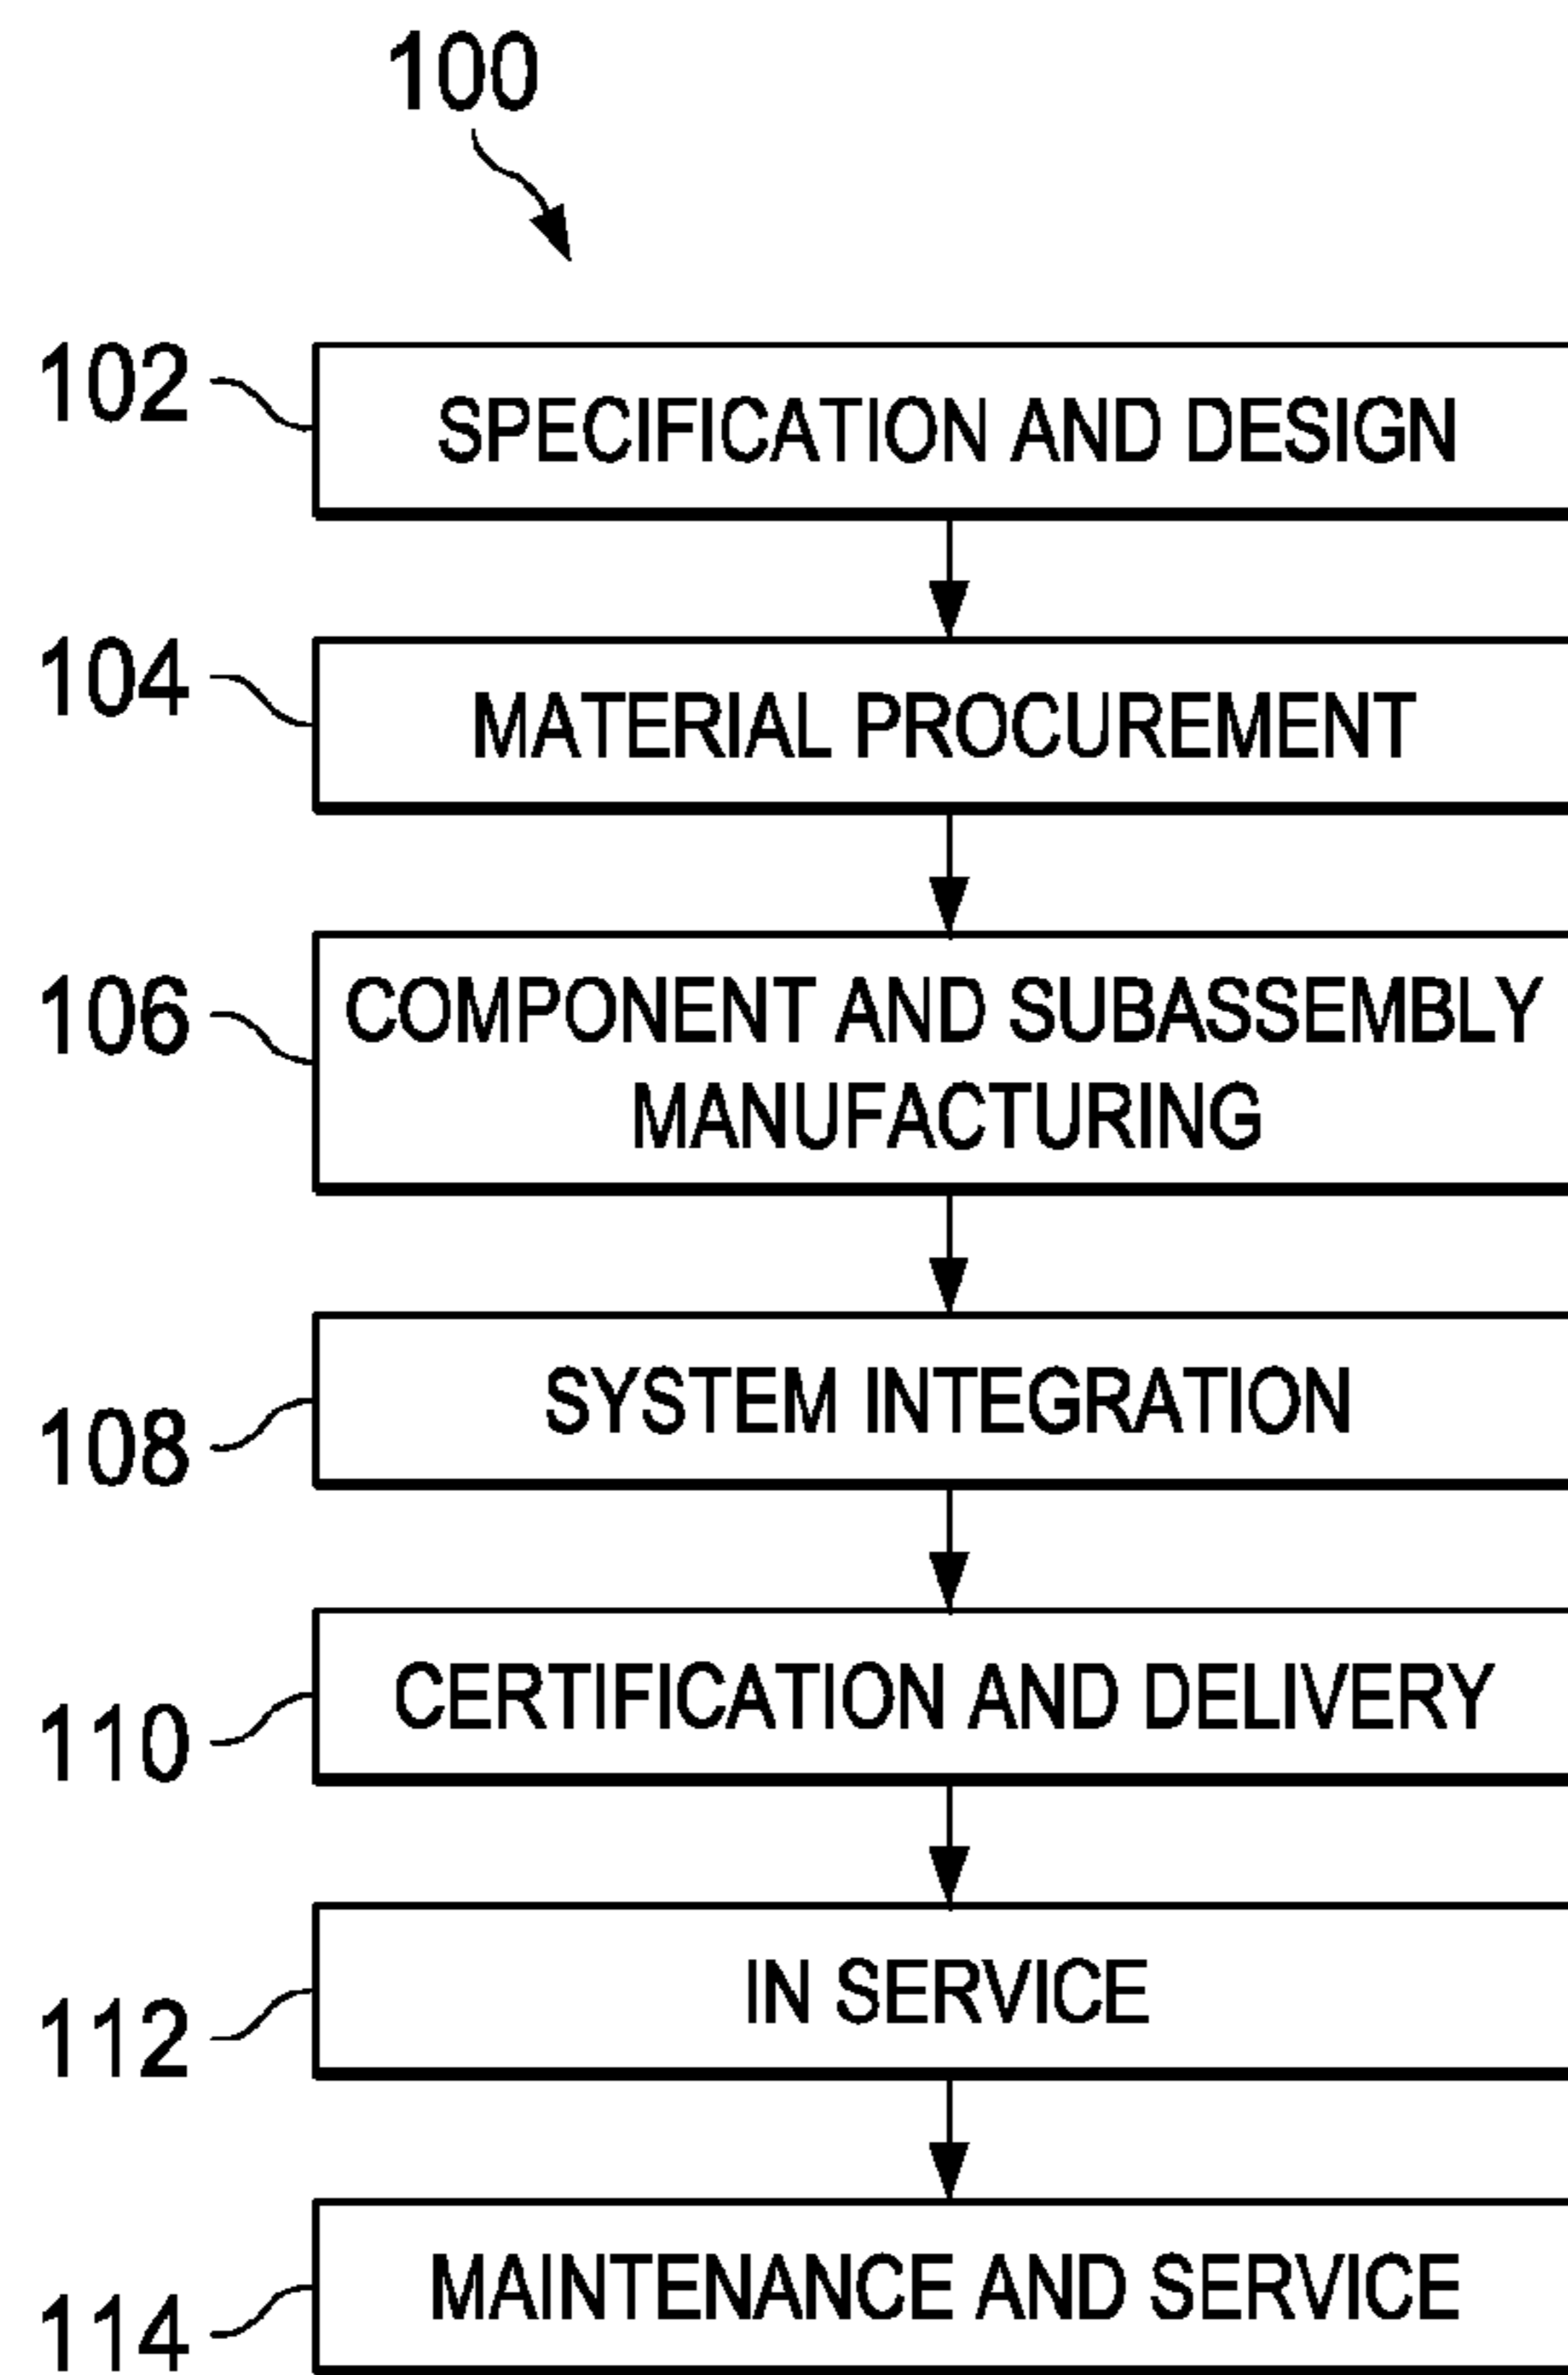 100
102
SPECIFICATION AND DESIGN
104
MATERIAL PROCUREMENT
106
COMPONENT AND SUBASSEMBLY
MANUFACTURING
108
SYSTEM INTEGRATION
110
CERTIFICATION AND DELIVERY
112
IN SERVICE
114
MAINTENANCE AND SERVICE